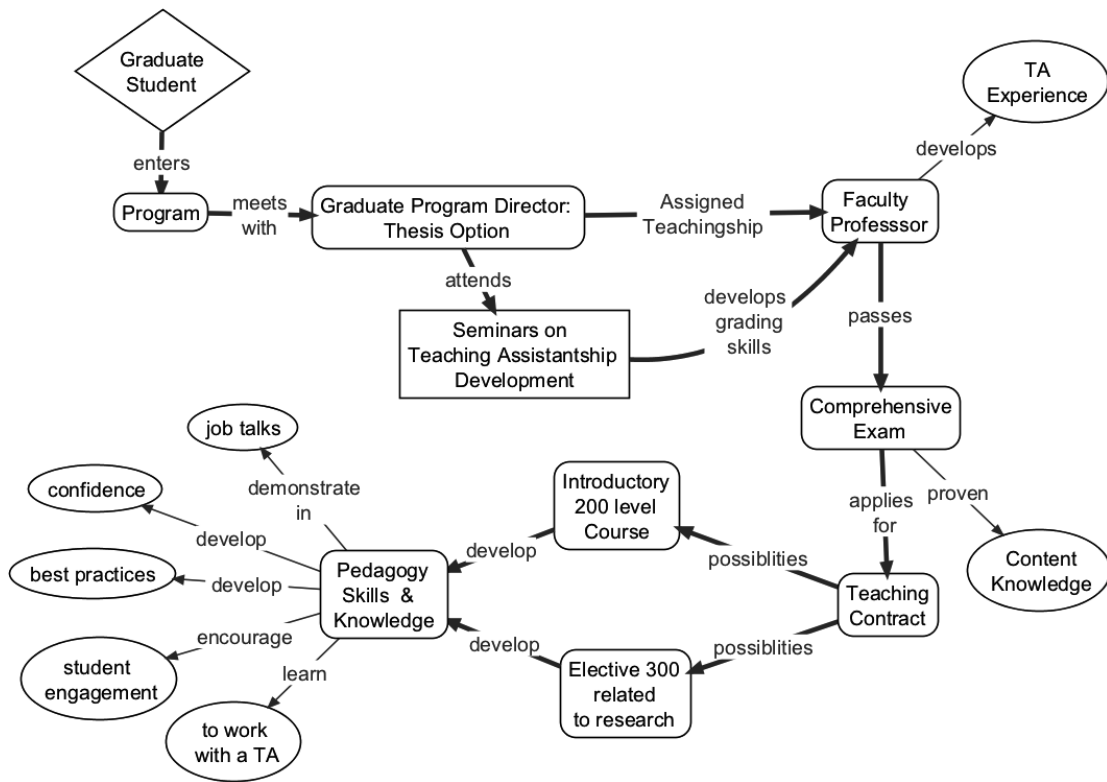 Graduate
Student
TA
Experience
enters
develops
Program
meets
with
Graduate Program Director:
Thesis Option
Assigned
Teachingship
Faculty
Professsor
attends
develops
grading
skills
passes
Seminars on
Teaching Assistantship
Development
Comprehensive
Exam
job talks
demonstrate
in
confidence
develop
Introductory
200 level
Course
applies
for
proven
develop
possiblities
best practices
develop
Pedagogy
Skills &
Knowledge
Teaching
Contract
Content
Knowledge
encourage
develop
possiblities
student
engagement
learn
Elective 300
related
to research
to work
with a TA